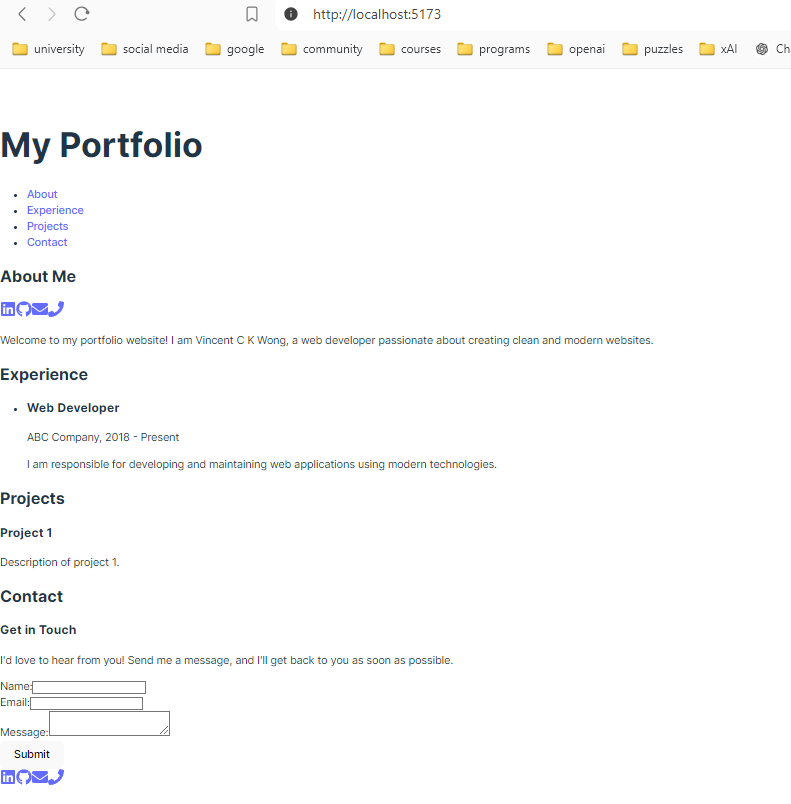 http://localhost:5173
university social media google community courses programs openai puzzles xAI Ch
My Portfolio
About
Experience
Projects
Contact
About Me
in
Welcome to my portfolio website! I am Vincent C K Wong, a web developer passionate about creating clean and modern websites.
Experience
Web Developer
ABC Company, 2018 - Present
I am responsible for developing and maintaining web applications using modern technologies.
Projects
Project 1
Description of project 1.
Contact
Get in Touch
I'd love to hear from you! Send me a message, and I'll get back to you as soon as possible.
Name:
Email:
Message:
Submit
in